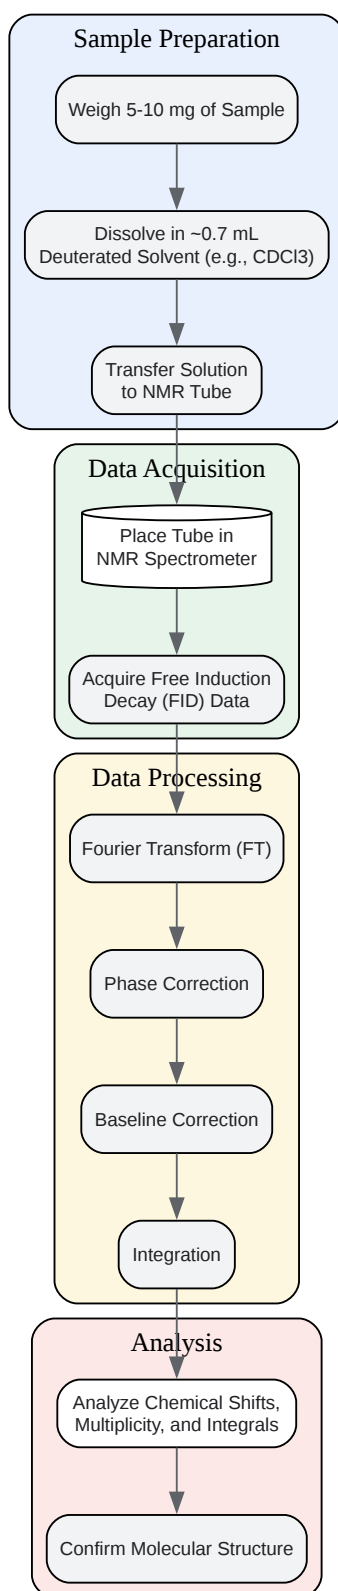 Sample Preparation
Weigh 5-10 mg of Sample
Dissolve in ~0.7 mL
Deuterated Solvent (e.g., CDCl3)
Transfer Solution
to NMR Tube
Data Acquisition
Place Tube in
NMR Spectrometer
Acquire Free Induction
Decay (FID) Data
Data Processing
Fourier Transform (FT)
Phase Correction
Baseline Correction
Integration
Analysis
Analyze Chemical Shifts,
Multiplicity, and Integrals
Confirm Molecular Structure